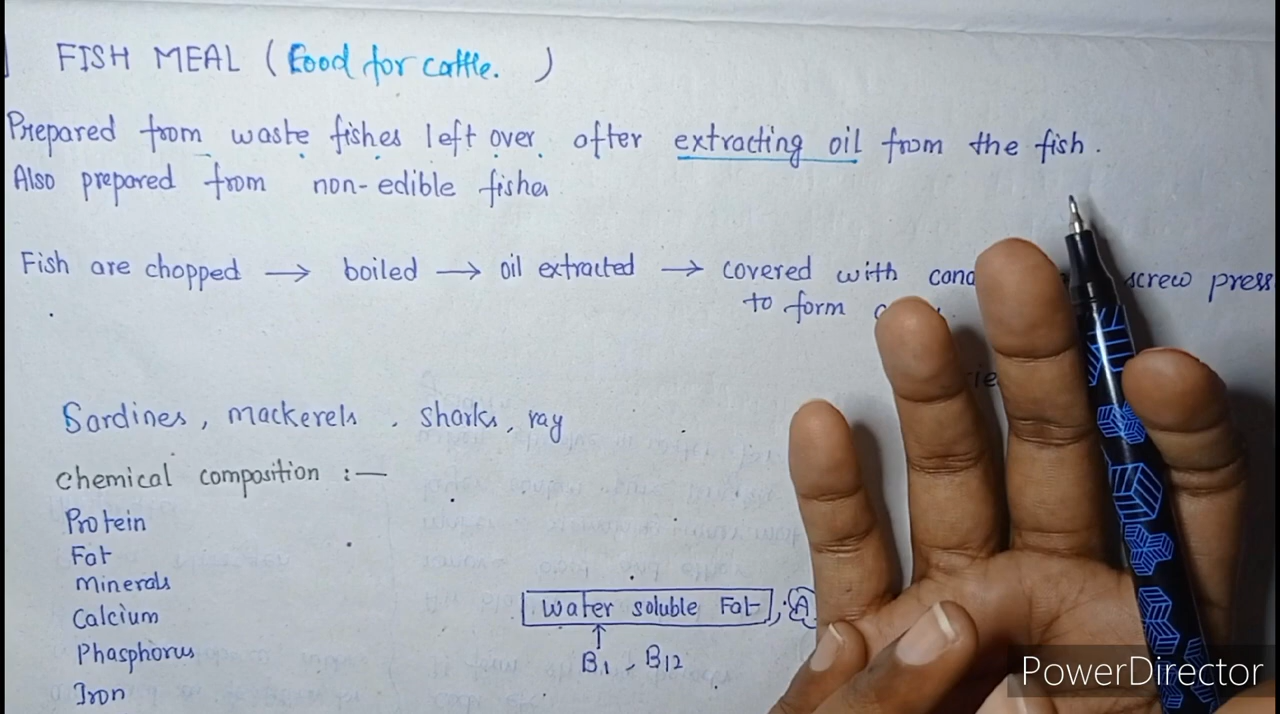 FISH MEAL (Food for cattle. )
Prepared from waste fishes left over after extracting oil from the fish.
Also prepared from non-edible fishes
Fish are chopped → boiled → oil extracted → covered with screw press
to form
Sardines, mackerels, sharks, ray
Chemical composition :—
Protein
Fat
Minerals
Calcium
Phasphorus
Iron
Water soluble Fat, A
B1, B12
PowerDirector